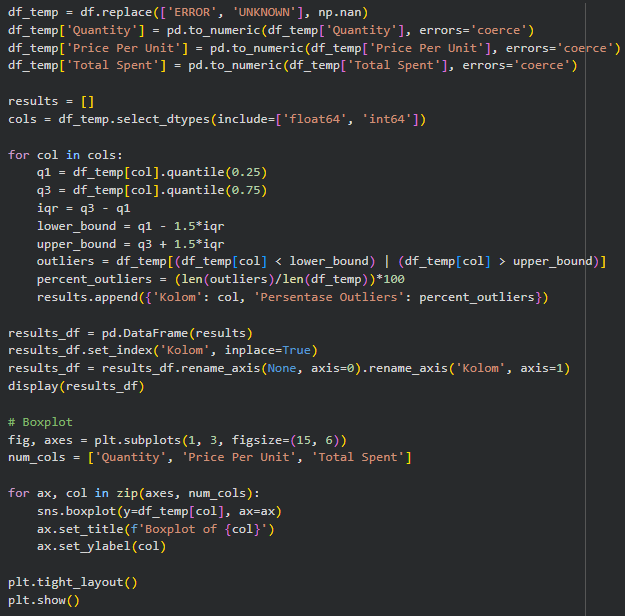 df_temp = df.replace(['ERROR', 'UNKNOWN'], np.nan)
df_temp['Quantity'] = pd.to_numeric(df_temp['Quantity'], errors='coerce')
df_temp['Price Per Unit'] = pd.to_numeric(df_temp['Price Per Unit'], errors='coerce')
df_temp['Total Spent'] = pd.to_numeric(df_temp['Total Spent'], errors='coerce')

results = []
cols = df_temp.select_dtypes(include=['float64', 'int64'])

for col in cols:
    q1 = df_temp[col].quantile(0.25)
    q3 = df_temp[col].quantile(0.75)
    iqr = q3 - q1
    lower_bound = q1 - 1.5*iqr
    upper_bound = q3 + 1.5*iqr
    outliers = df_temp[(df_temp[col] < lower_bound) | (df_temp[col] > upper_bound)]
    percent_outliers = (len(outliers)/len(df_temp))*100
    results.append({'Kolom': col, 'Persentase Outliers': percent_outliers})

results_df = pd.DataFrame(results)
results_df.set_index('Kolom', inplace=True)
results_df = results_df.rename_axis(None, axis=0).rename_axis('Kolom', axis=1)
display(results_df)

# Boxplot
fig, axes = plt.subplots(1, 3, figsize=(15, 6))
num_cols = ['Quantity', 'Price Per Unit', 'Total Spent']

for ax, col in zip(axes, num_cols):
    sns.boxplot(y=df_temp[col], ax=ax)
    ax.set_title(f'Boxplot of {col}')
    ax.set_ylabel(col)

plt.tight_layout()
plt.show()